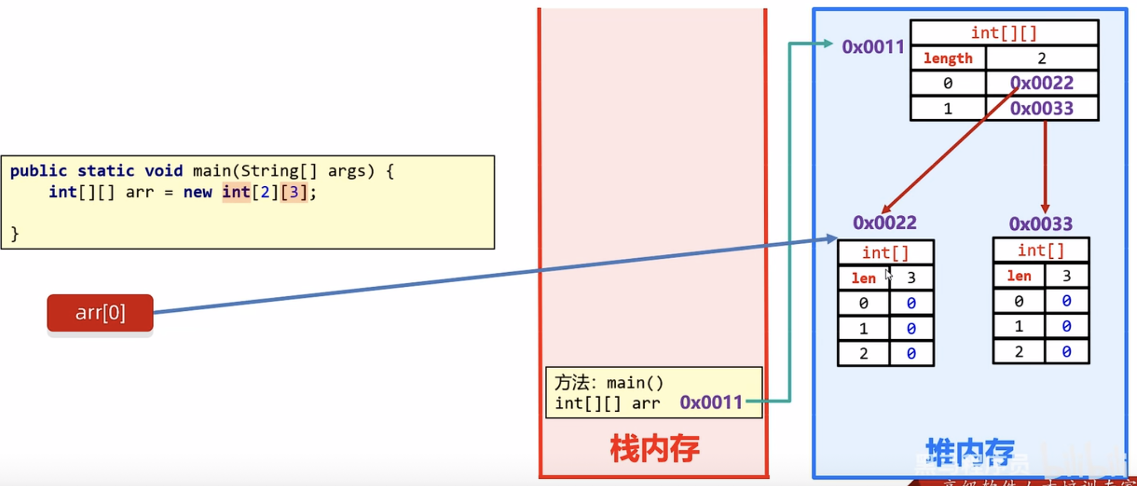 public static void main(String[] args) {
int[][] arr = new int[2][3];
}
arr[0]
方法: main()
int[][] arr 0x0011
栈内存
0x0011
int[][]
length 2
0 0x0022
1 0x0033
0x0022
int[]
len 3
0 0
1 0
2 0
0x0033
int[]
len 3
0 0
1 0
2 0
堆内存